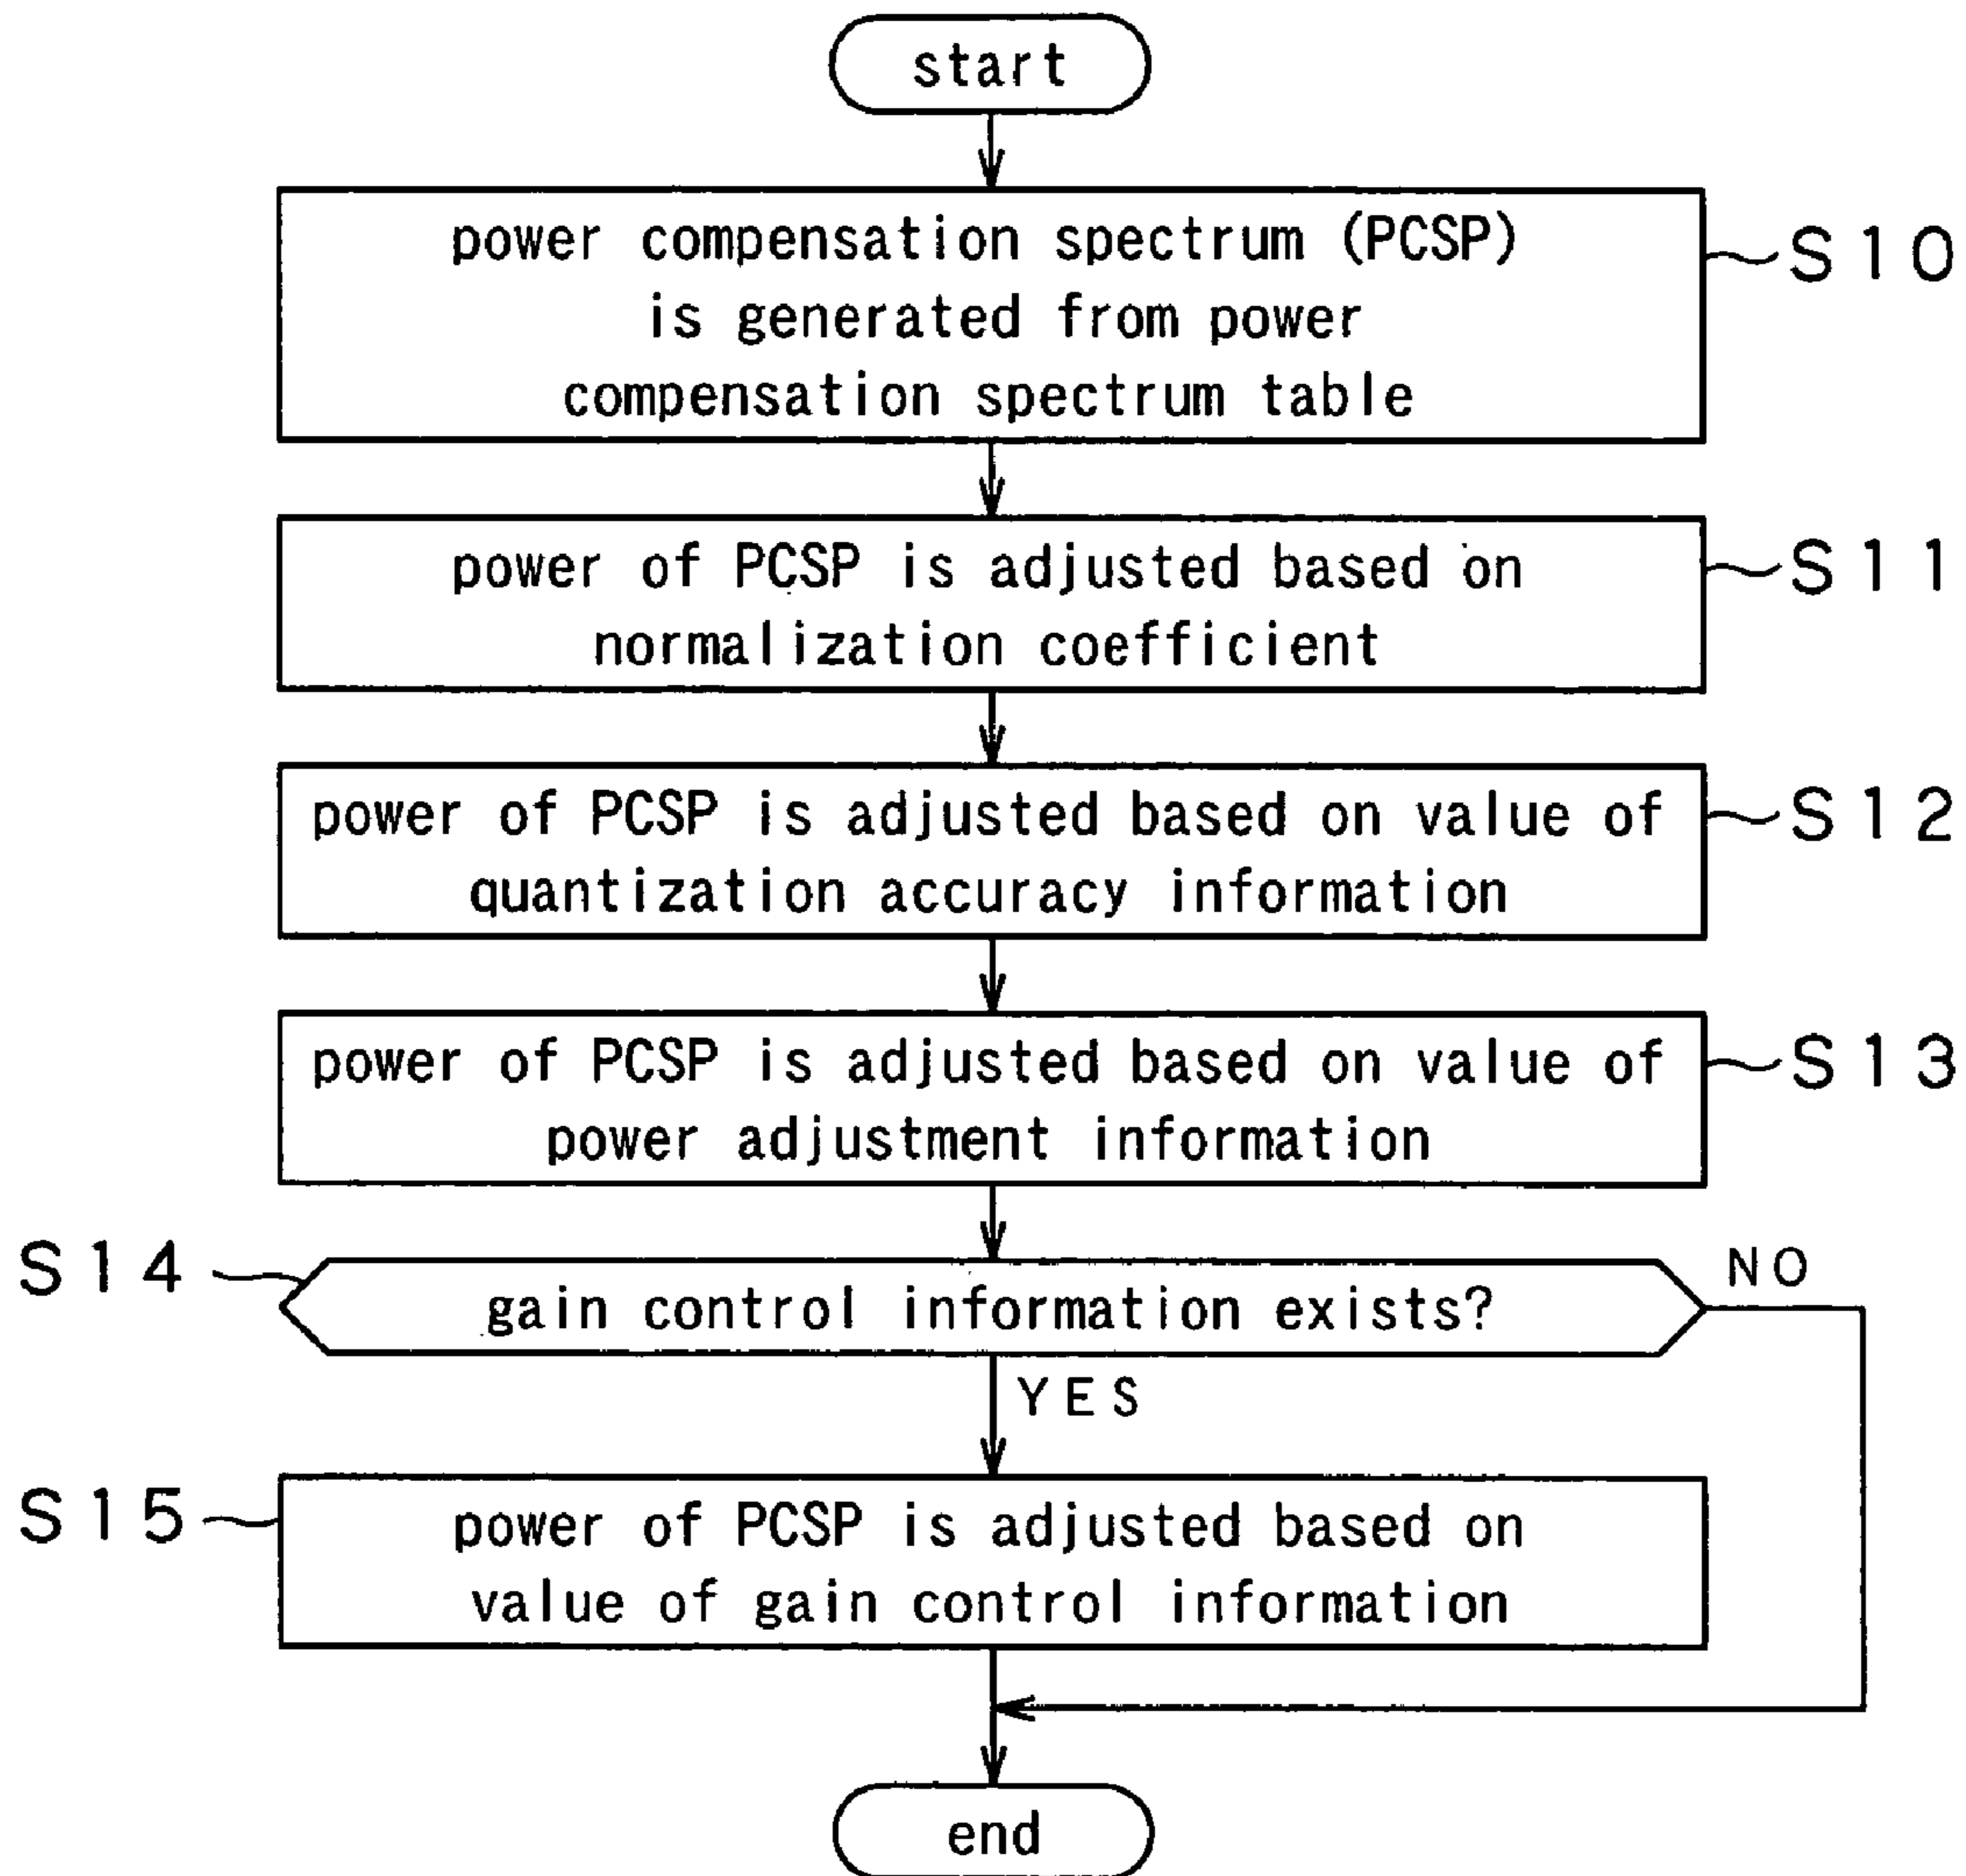 start
power compensation spectrum (PCSP)
is generated from power
compensation spectrum table
S10
power of PCSP is adjusted based on
normalization coefficient
S11
power of PCSP is adjusted based on value of
quantization accuracy information
S12
power of PCSP is adjusted based on value of
power adjustment information
S13
S14
gain control information exists?
NO
YES
S15
power of PCSP is adjusted based on
value of gain control information
end